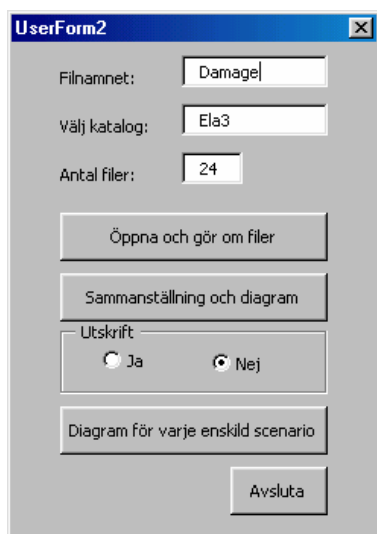 UserForm2
Filnamnet: Damage
Välj katalog: Ela3
Antal filer: 24
Öppna och gör om filer
Sammanställning och diagram
Utskrift
Ja Nej
Diagram för varje enskild scenario
Avsluta